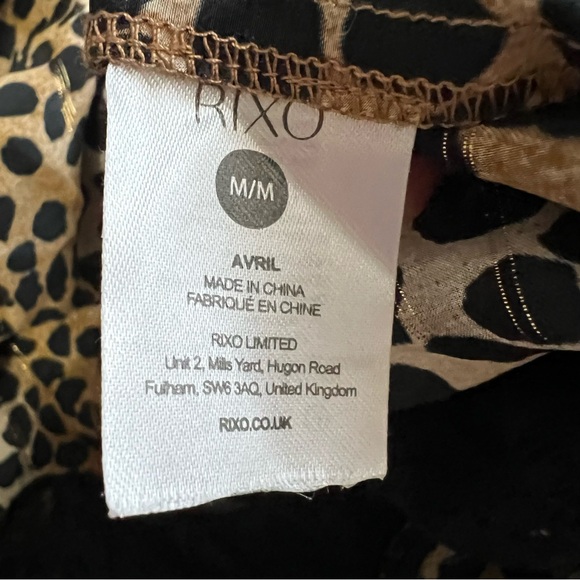 RIXO
M/M
AVRIL
MADE IN CHINA
FABRIQUÉ EN CHINE
RIXO LIMITED
Unit 2, Mills Yard, Hugon Road
Fulham, SW6 3AQ, United Kingdom
RIXO.CO.UK